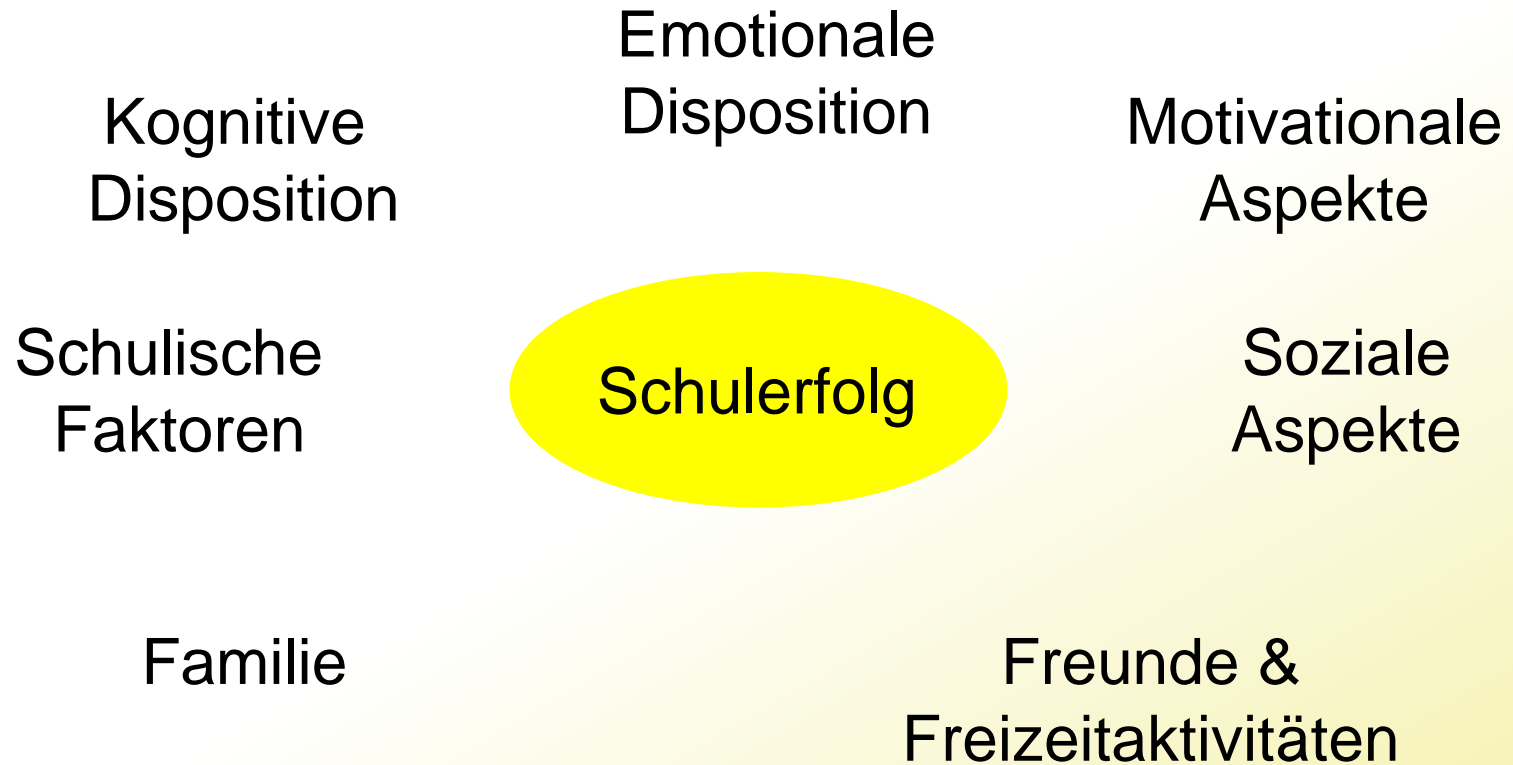 Emotionale
Disposition
Kognitive
Disposition
Motivationale
Aspekte
Schulische
Faktoren
Schulerfolg
Soziale
Aspekte
Familie
Freunde &
Freizeitaktivitäten